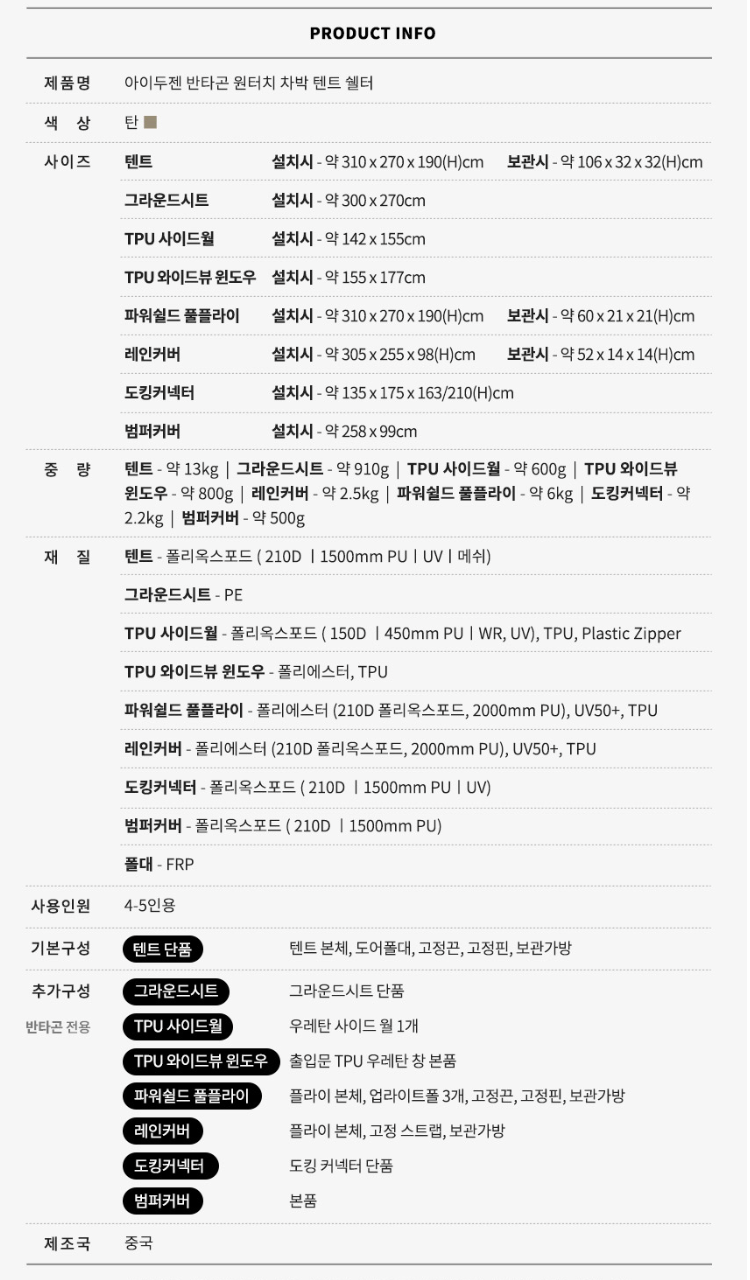 PRODUCT INFO
제품명 아이두젠 반타곤 원터치 차박 텐트 쉘터
색 상 탄
사이즈 텐트 설치시 - 약 310 x 270 x 190(H)cm 보관시 - 약 106 x 32 x 32(H)cm
그라운드시트 설치시 - 약 300 x 270cm
TPU 사이드월 설치시 - 약 142 x 155cm
TPU 와이드뷰 윈도우 설치시 - 약 155 x 177cm
파워쉴드 풀플라이 설치시 - 약 310 x 270 x 190(H)cm 보관시 - 약 60 x 21 x 21(H)cm
레인커버 설치시 - 약 305 x 255 x 98(H)cm 보관시 - 약 52 x 14 x 14(H)cm
도킹커넥터 설치시 - 약 135 x 175 x 163/210(H)cm
범퍼커버 설치시 - 약 258 x 99cm
중 량 텐트 - 약 13kg | 그라운드시트 - 약 910g | TPU 사이드월 - 약 600g | TPU 와이드뷰
윈도우 - 약 800g | 레인커버 - 약 2.5kg | 파워쉴드 풀플라이 - 약 6kg | 도킹커넥터 - 약
2.2kg | 범퍼커버 - 약 500g
재 질 텐트 - 폴리옥스포드 ( 210D ㅣ1500mm PUㅣUVㅣ메쉬)
그라운드시트 - PE
TPU 사이드월 - 폴리옥스포드 ( 150D ㅣ450mm PUㅣWR, UV), TPU, Plastic Zipper
TPU 와이드뷰 윈도우 - 폴리에스터, TPU
파워쉴드 풀플라이 - 폴리에스터 (210D 폴리옥스포드, 2000mm PU), UV50+, TPU
레인커버 - 폴리에스터 (210D 폴리옥스포드, 2000mm PU), UV50+, TPU
도킹커넥터 - 폴리옥스포드 ( 210D ㅣ1500mm PUㅣUV)
범퍼커버 - 폴리옥스포드 ( 210D ㅣ1500mm PU)
폴대 - FRP
사용인원 4-5인용
기본구성 텐트 단품 텐트 본체, 도어폴대, 고정끈, 고정핀, 보관가방
추가구성 그라운드시트 그라운드시트 단품
반타곤 전용 TPU 사이드월 우레탄 사이드 월 1개
TPU 와이드뷰 윈도우 출입문 TPU 우레탄 창 본품
파워쉴드 풀플라이 플라이 본체, 업라이트폴 3개, 고정끈, 고정핀, 보관가방
레인커버 플라이 본체, 고정 스트랩, 보관가방
도킹커넥터 도킹 커넥터 단품
범퍼커버 본품
제조국 중국